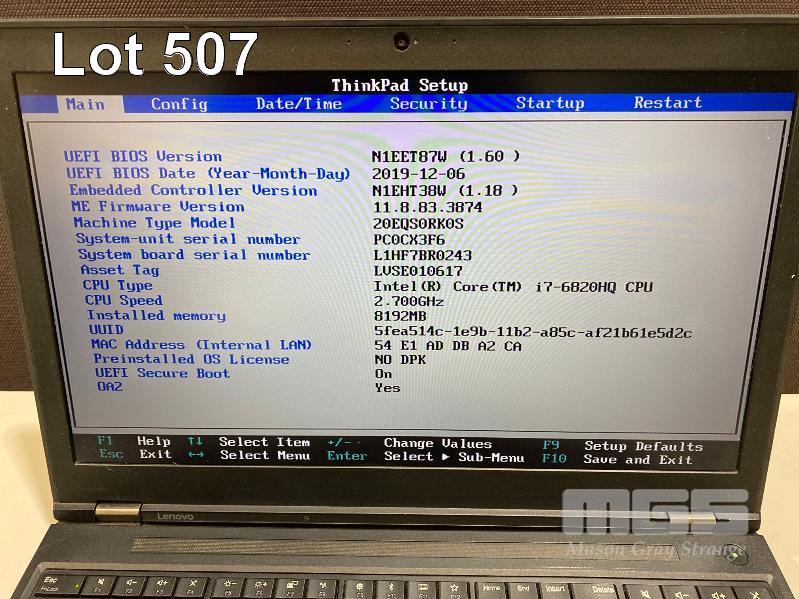 Lot 507
ThinkPad Setup
Main Config Date/Time Security Startup Restart
UEFI BIOS Version N1EET87W (1.60 )
UEFI BIOS Date (Year-Month-Day) 2019-12-06
Embedded Controller Version N1EHT38W (1.18 )
ME Firmware Version 11.8.83.3874
Machine Type Model 20EQS0RK0S
System-unit serial number PC0CX3F6
System board serial number L1HF7BR0243
Asset Tag LVSE010617
CPU Type Intel(R) Core(TM) i7-6820HQ CPU
CPU Speed 2.700GHz
Installed memory 8192MB
UUID 5fea514c-1e9b-11b2-a85c-af21b61e5d2c
MAC Address (Internal LAN) 54 E1 AD DB A2 CA
Preinstalled OS License NO DPK
UEFI Secure Boot On
OA2 Yes
F1 Help ↑↓ Select Item +/- Change Values F9 Setup Defaults
Esc Exit ←→ Select Menu Enter Select ► Sub-Menu F10 Save and Exit
Lenovo
MGS
Mason Gray Strange
Esc
Home End Insert Delete